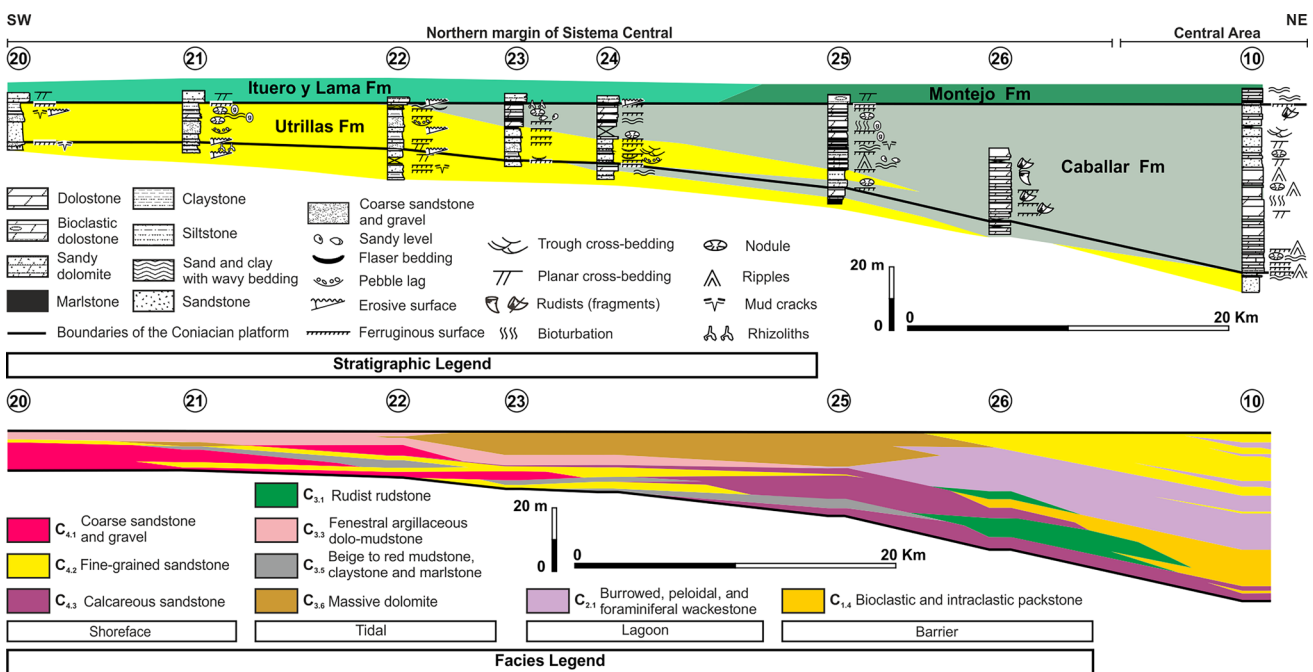 SW
NE
Northern margin of Sistema Central
Central Area
20
21
22
23
24
25
26
10
Ituero y Lama Fm
Montejo Fm
Utrillas Fm
Caballar Fm
Dolostone
Bioclastic
dolostone
Sandy
dolomite
Marlstone
Boundaries of the Coniacian platform
Claystone
Siltstone
Sand and clay
with wavy bedding
Sandstone
Coarse sandstone
and gravel
Sandy level
Flaser bedding
Pebble lag
Erosive surface
Ferruginous surface
Trough cross-bedding
Planar cross-bedding
Rudists (fragments)
Bioturbation
Nodule
Ripples
Mud cracks
Rhizoliths
20 m
0
0
20 Km
Stratigraphic Legend
20
21
22
23
25
26
10
C4.1 Coarse sandstone
and gravel
C4.2 Fine-grained sandstone
C4.3 Calcareous sandstone
Shoreface
C3.1 Rudist rudstone
C3.3 Fenestral argillaceous
dolo-mudstone
C3.5 Beige to red mudstone,
claystone and marlstone
C3.6 Massive dolomite
Tidal
20 m
0
0
20 Km
C2.1 Burrowed, peloidal, and
foraminiferal wackestone
Lagoon
C1.4 Bioclastic and intraclastic packstone
Barrier
Facies Legend